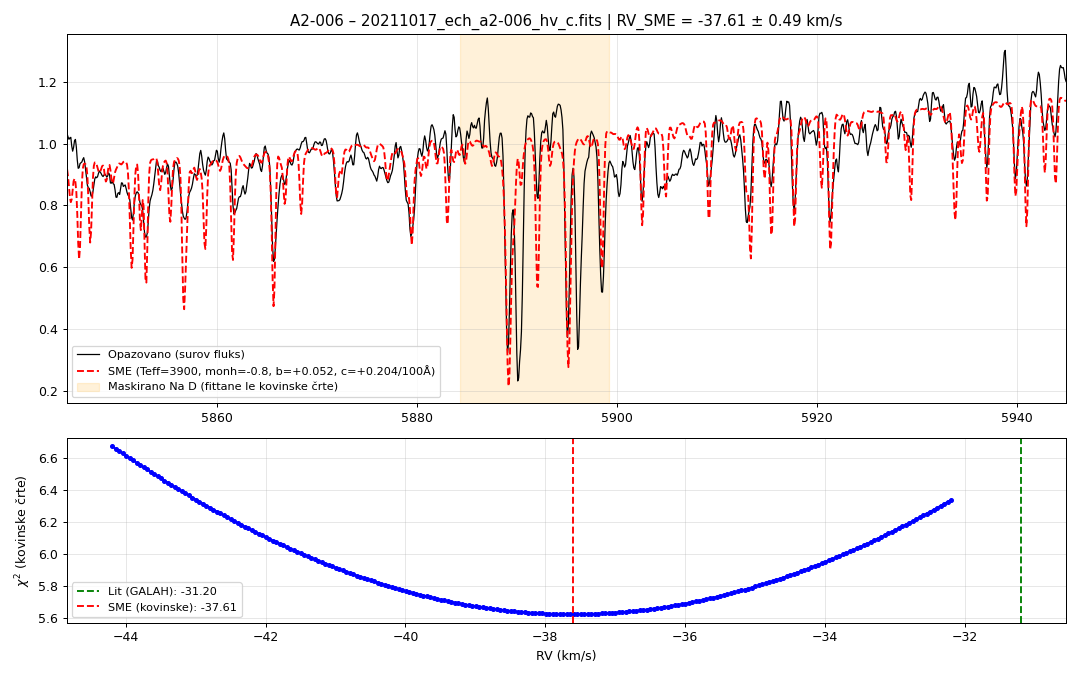 A2-006 – 20211017_ech_a2-006_hv_c.fits | RV_SME = -37.61 ± 0.49 km/s
1.2
1.0
0.8
0.6
0.4
0.2
Opazovano (surov fluks)
SME (Teff=3900, monh=-0.8, b=+0.052, c=+0.204/100Å)
Maskirano Na D (fittane le kovinske črte)
5860 5880 5900 5920 5940
χ² (kovinske črte)
6.6
6.4
6.2
6.0
5.8
5.6
Lit (GALAH): -31.20
SME (kovinske): -37.61
−44 −42 −40 −38 −36 −34 −32
RV (km/s)